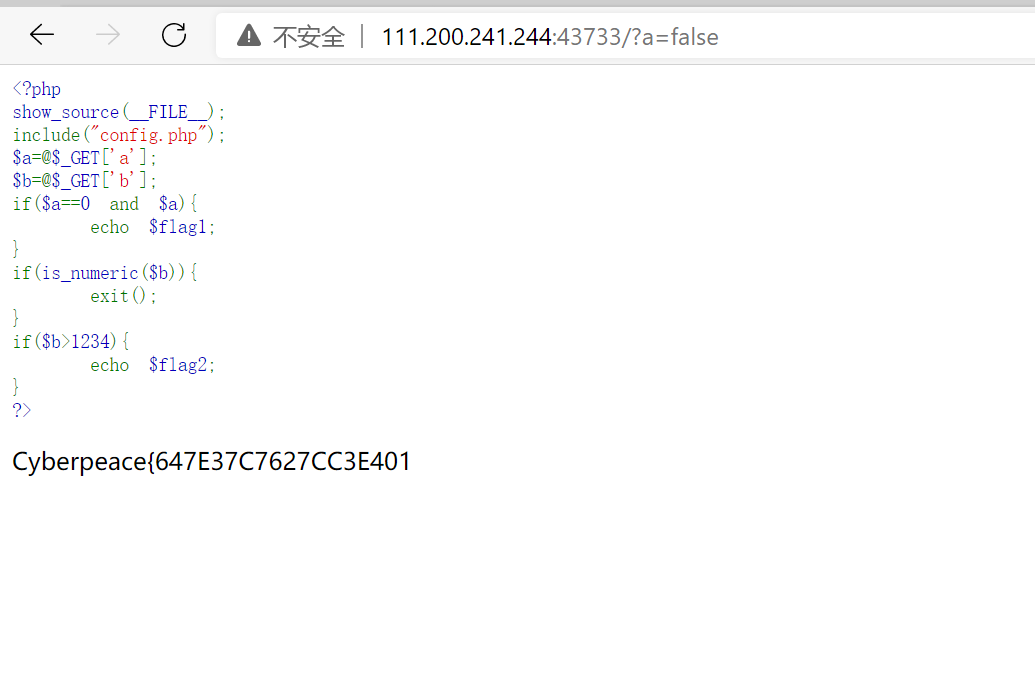 不安全 | 111.200.241.244:43733/?a=false
<?php
show_source(__FILE__);
include("config.php");
$a=@$_GET['a'];
$b=@$_GET['b'];
if($a==0 and $a){
echo $flag1;
}
if(is_numeric($b)){
exit();
}
if($b>1234){
echo $flag2;
}
?>
Cyberpeace{647E37C7627CC3E401